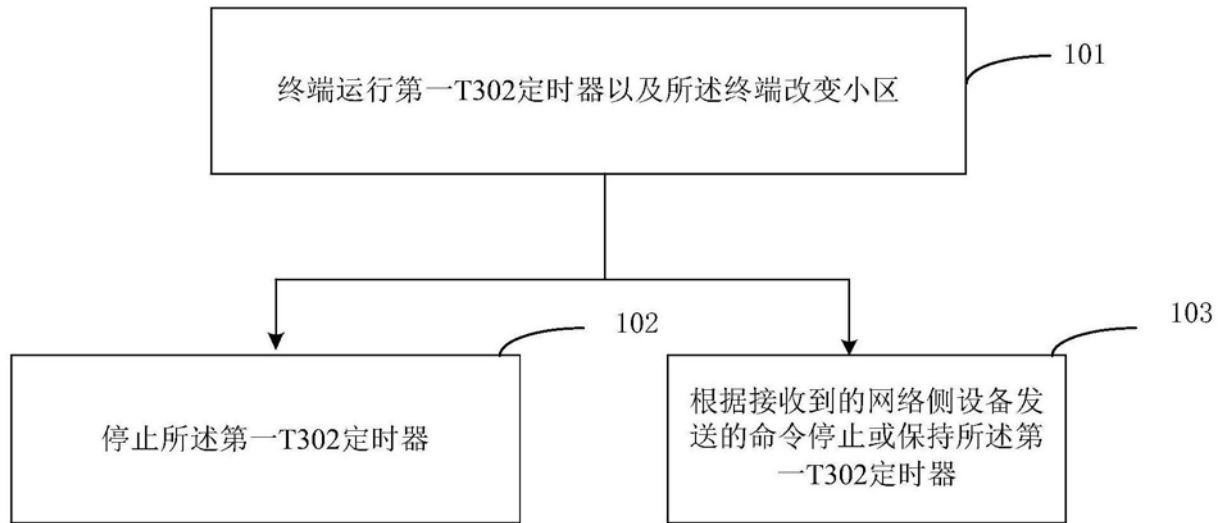 终端运行第一T302定时器以及所述终端改变小区
101
停止所述第一T302定时器
102
根据接收到的网络侧设备发
送的命令停止或保持所述第
一T302定时器
103